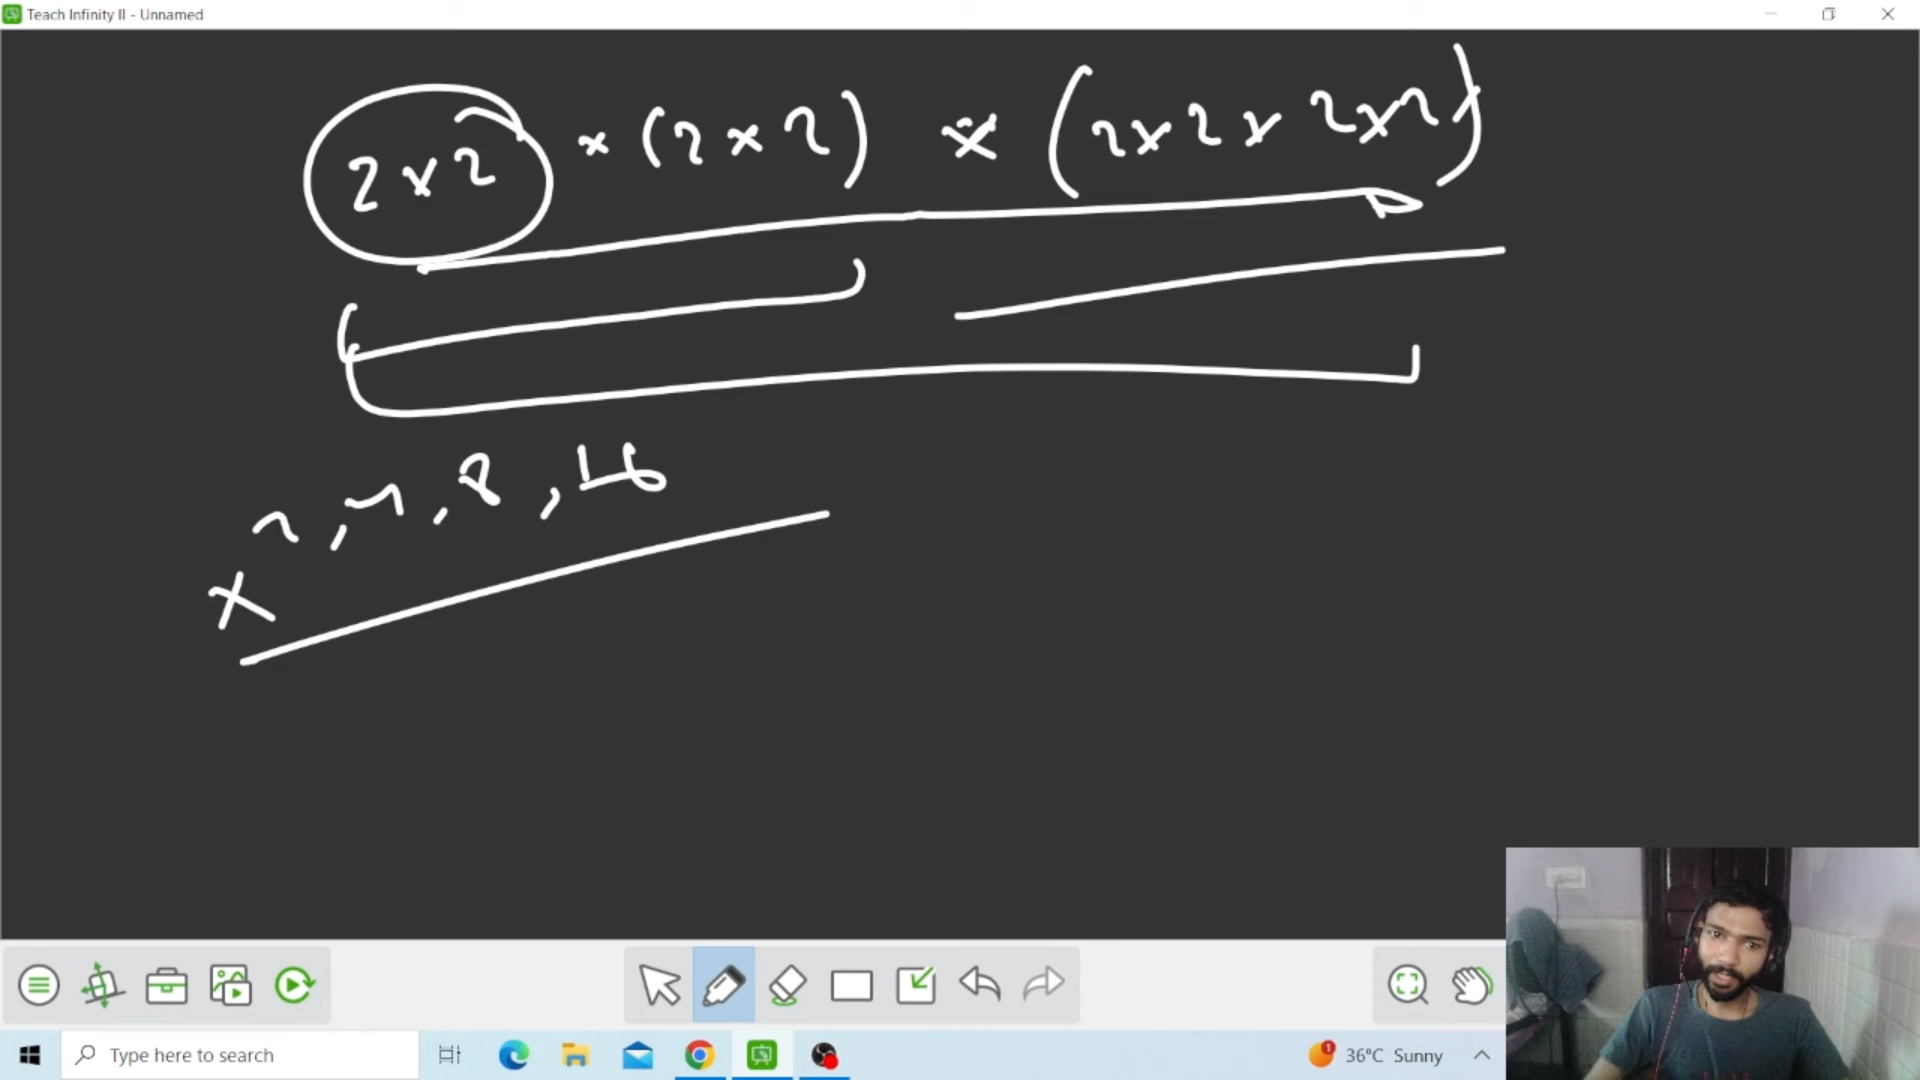 Teach Infinity II - Unnamed
2 x 2 x (2 x 2) x (2 x 2 x 2 x 2)
x 2, 4, 8, 16
Type here to search
1
36°C Sunny